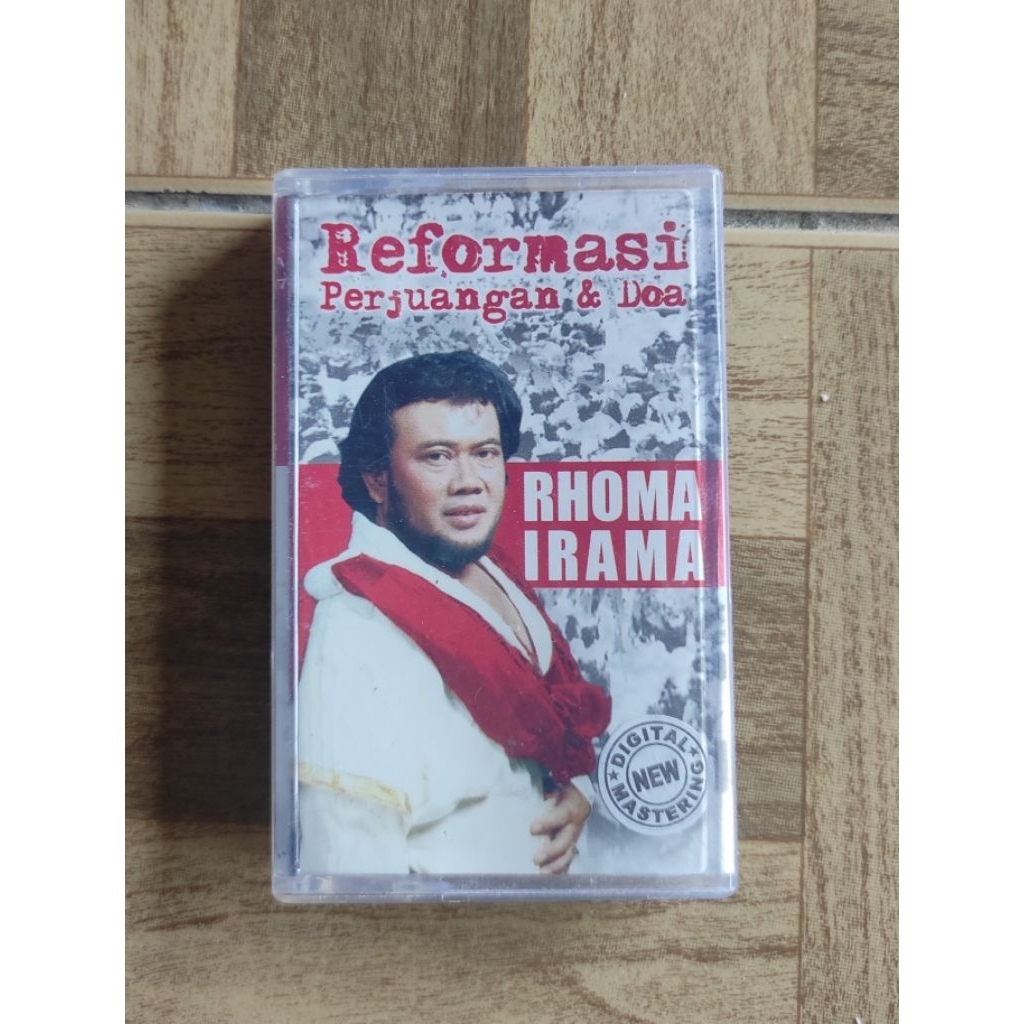 Reformasi
Perjuangan & Doa
RHOMA
IRAMA
DIGITAL
NEW
MASTERING